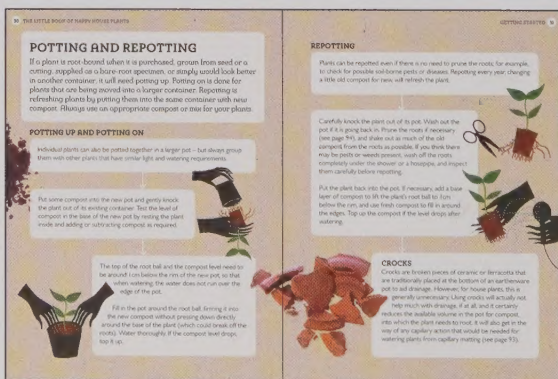 THE LITTLE BOOK OF HAPPY HOUSE PLANTS
POTTING AND REPOTTING
If a plant is root-bound when it is purchased, grown from seed or a
cutting, supplied as a bare-root specimen, or simply would look better
in another container, it will need potting up. Potting on is done for
plants that are being moved into a larger container. Repotting is
refreshing plants by putting them into the same container with new
compost. Always use an appropriate compost or mix for your plants.
POTTING UP AND POTTING ON
Individual plants can also be potted together in a larger pot – but always group
them with other plants that have similar light and watering requirements.
Put some compost into the new pot and gently knock
the plant out of its existing container. Test the level of
compost in the base of the new pot by resting the plant
inside and adding or subtracting compost as required.
The top of the root ball and the compost level need to
be around 1cm below the rim of the new pot, so that
when watering, the water does not run over the
edge of the pot.
Fill in the pot around the root ball, firming it into
the new compost without pressing down directly
around the base of the plant (which could break off the
roots). Water thoroughly. If the compost level drops,
top it up.
GETTING STARTED
REPOTTING
Plants can be repotted even if there is no need to prune the roots; for example,
to check for possible soil-borne pests or diseases. Repotting every year, changing
a little old compost for new, will refresh the plant.
Carefully knock the plant out of its pot. Wash out the
pot if it is going back in. Prune the roots if necessary
(see page 94), and shake out as much of the old
compost from the roots as possible. If you think there
may be pests or weeds present, wash off the roots
completely under the shower or a hosepipe, and inspect
them carefully before repotting.
Put the plant back into the pot. If necessary, add a base
layer of compost to lift the plant's root ball to 1cm
below the rim, and use fresh compost to fill in around
the edges. Top up the compost if the level drops after
watering.
CROCKS
Crocks are broken pieces of ceramic or terracotta that
are traditionally placed at the bottom of an earthenware
pot to aid drainage. However, for house plants, this is
generally unnecessary. Using crocks will actually not
help much with drainage, if at all, and it certainly
reduces the available volume in the pot for compost,
into which the plant needs to root. It will also get in the
way of any capillary action that would be needed for
watering plants from capillary matting (see page 93).